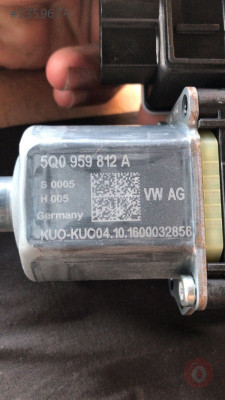 5Q0 959 812 A
S 0005
H 005
VW AG
Germany
KUO-KUC04.10.1600032856